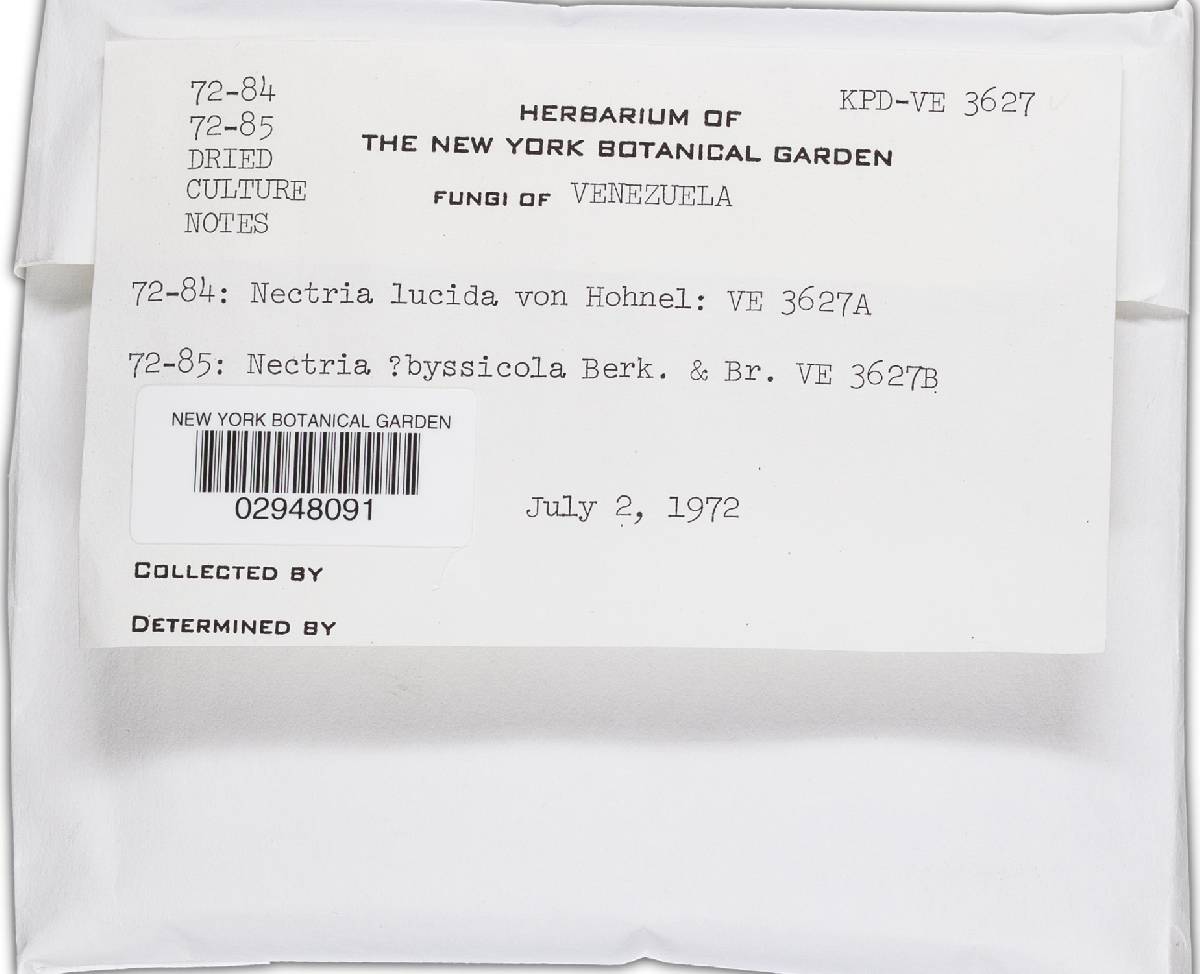 72-84
72-85
DRIED
CULTURE
NOTES
KPD-VE 3627
HERBARIUM OF
THE NEW YORK BOTANICAL GARDEN
FUNGI OF VENEZUELA
72-84: Nectria lucida von Hohnel: VE 3627A
72-85: Nectria ?byssicola Berk. & Br. VE 3627B
NEW YORK BOTANICAL GARDEN
02948091
July 2, 1972
COLLECTED BY
DETERMINED BY